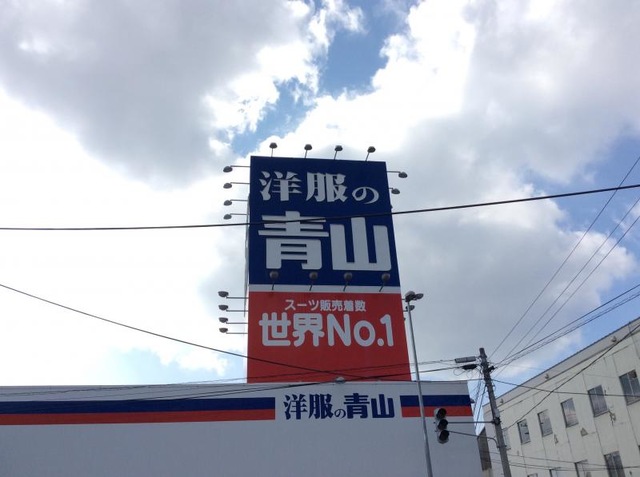 洋服の
青山
スーツ販売着数
世界No.1
洋服の青山